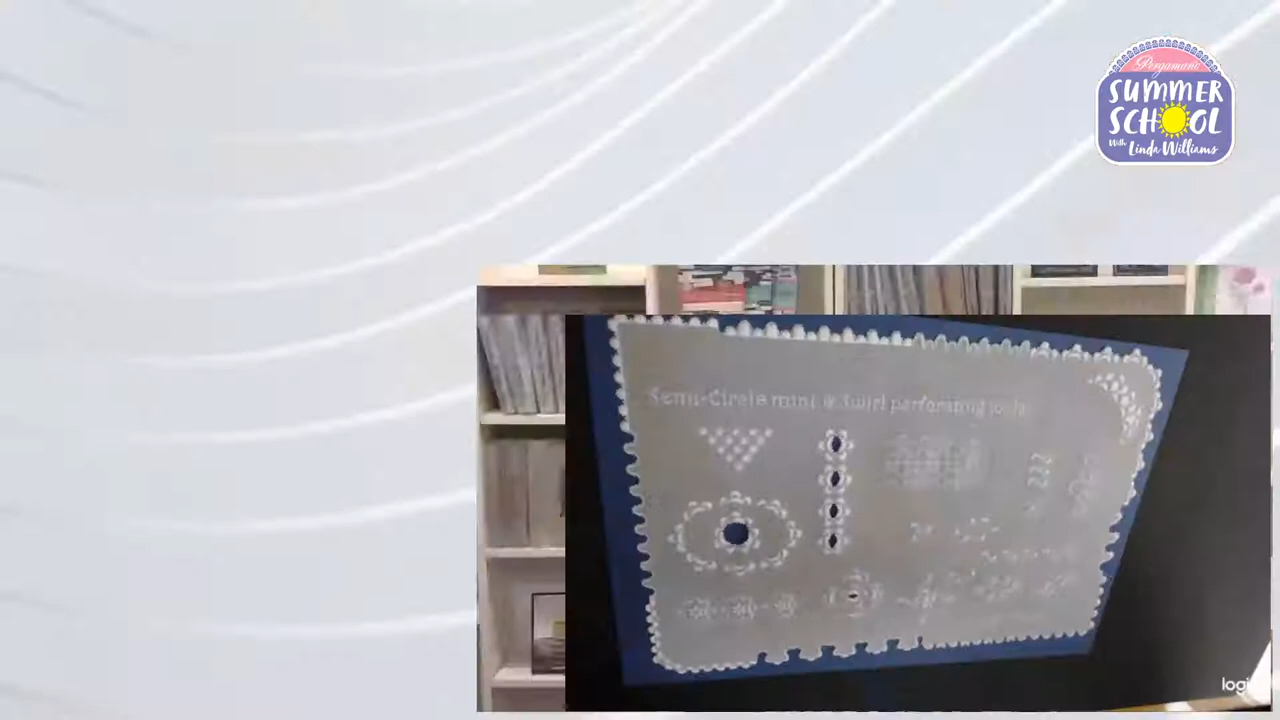 Pergamano
SUMMER
SCHOOL
With Linda Williams
Semi-Circle mini & Swirl perforating tools
logi